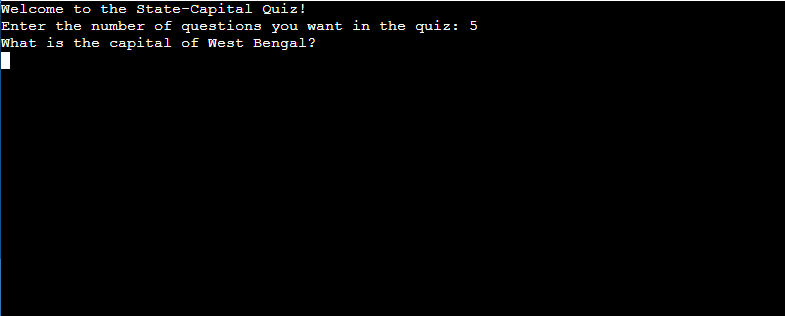 Welcome to the State-Capital Quiz!
Enter the number of questions you want in the quiz: 5
What is the capital of West Bengal?